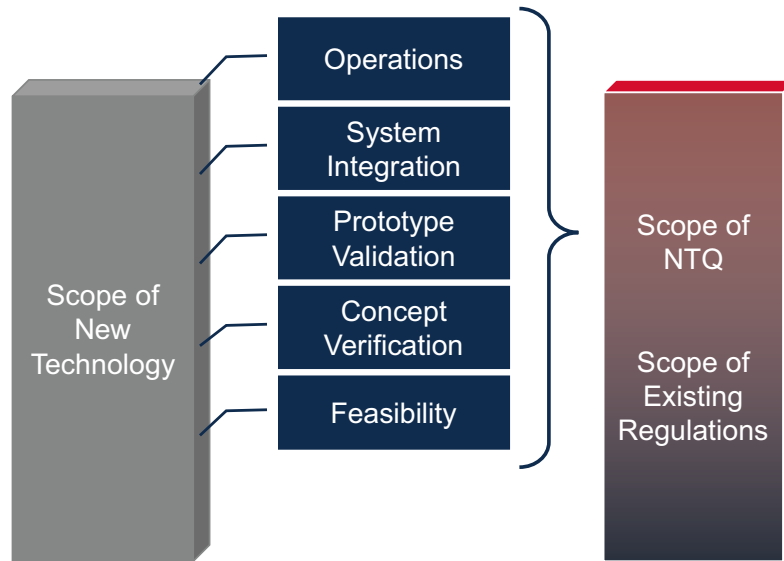 Scope of
New
Technology
Operations
System
Integration
Prototype
Validation
Concept
Verification
Feasibility
Scope of
NTQ
Scope of
Existing
Regulations